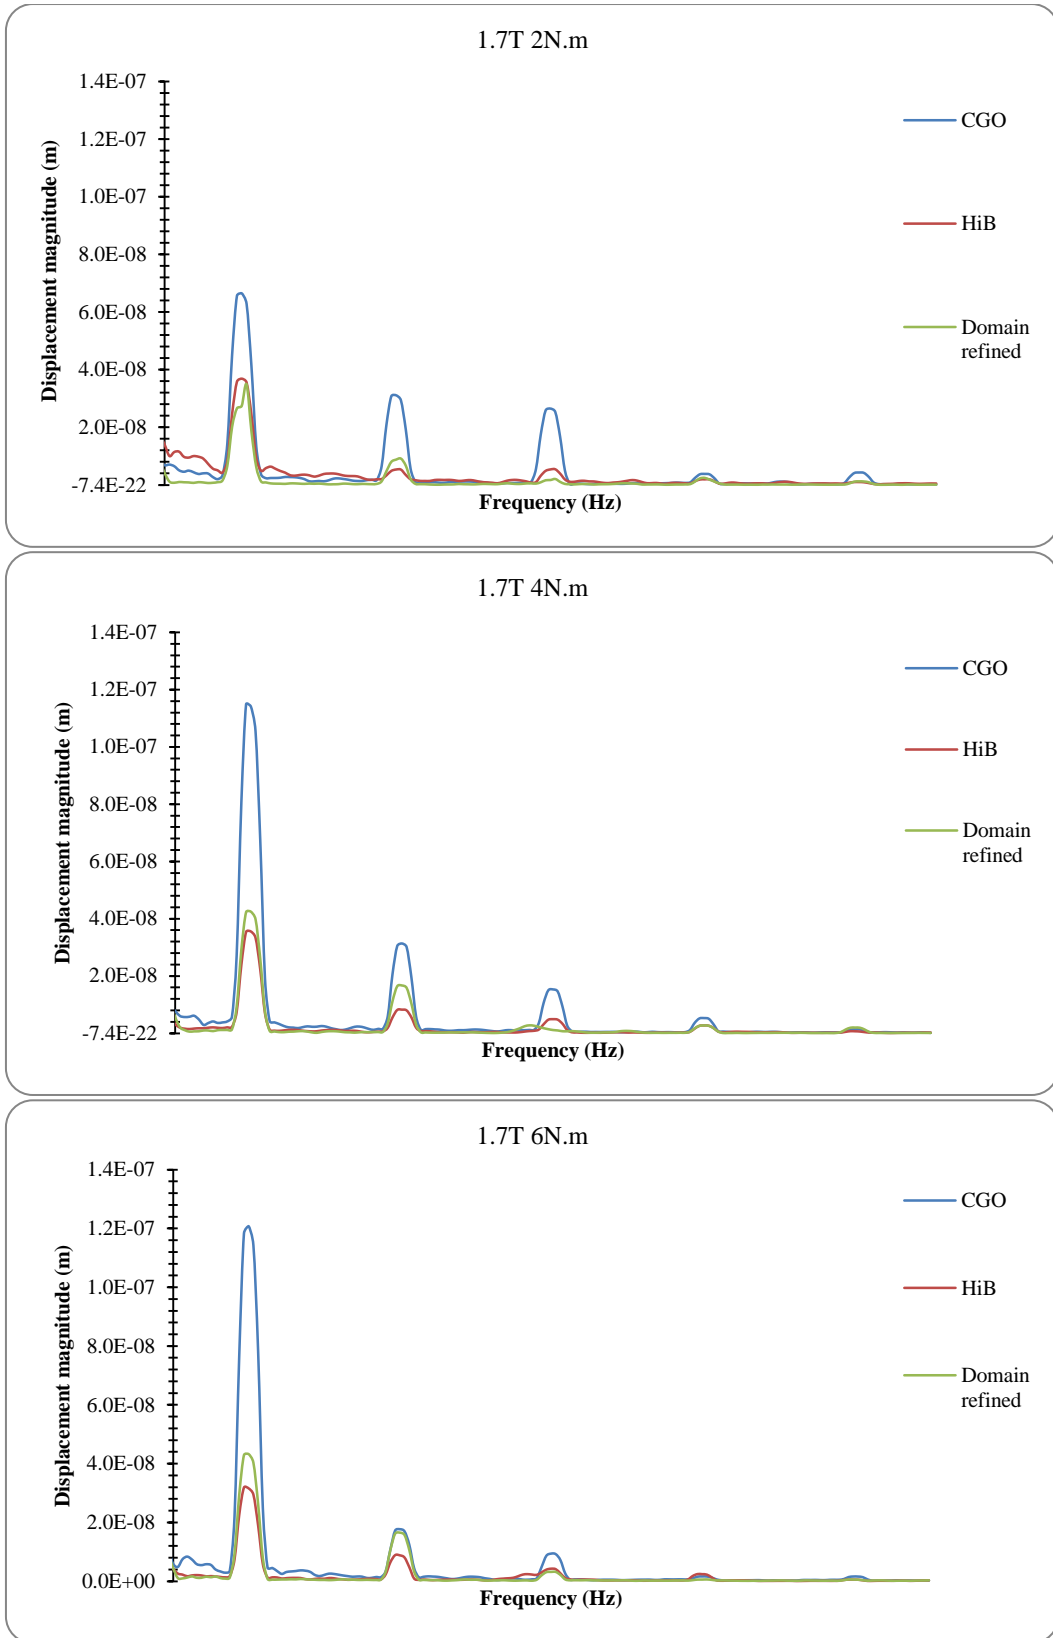 1.7T 2N.m
Displacement magnitude (m)
1.4E-07
1.2E-07
1.0E-07
8.0E-08
6.0E-08
4.0E-08
2.0E-08
-7.4E-22
Frequency (Hz)
CGO
HiB
Domain
refined
1.7T 4N.m
Displacement magnitude (m)
1.4E-07
1.2E-07
1.0E-07
8.0E-08
6.0E-08
4.0E-08
2.0E-08
-7.4E-22
Frequency (Hz)
CGO
HiB
Domain
refined
1.7T 6N.m
Displacement magnitude (m)
1.4E-07
1.2E-07
1.0E-07
8.0E-08
6.0E-08
4.0E-08
2.0E-08
0.0E+00
Frequency (Hz)
CGO
HiB
Domain
refined